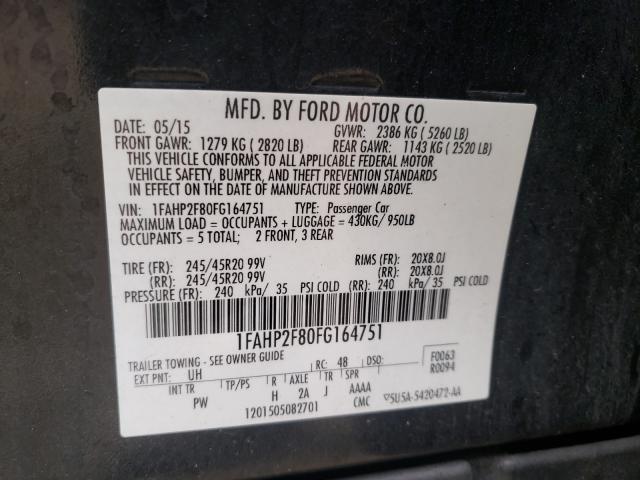 MFD. BY FORD MOTOR CO.
DATE: 05/15 GVWR: 2386 KG (5260 LB)
FRONT GAWR: 1279 KG (2820 LB) REAR GAWR: 1143 KG (2520 LB)
THIS VEHICLE CONFORMS TO ALL APPLICABLE FEDERAL MOTOR
VEHICLE SAFETY, BUMPER, AND THEFT PREVENTION STANDARDS
IN EFFECT ON THE DATE OF MANUFACTURE SHOWN ABOVE.
VIN: 1FAHP2F80FG164751 TYPE: Passenger Car
MAXIMUM LOAD = OCCUPANTS + LUGGAGE = 430KG/ 950LB
OCCUPANTS = 5 TOTAL; 2 FRONT, 3 REAR
TIRE (FR): 245/45R20 99V RIMS (FR): 20X8.0J
(RR): 245/45R20 99V (RR): 20X8.0J
PRESSURE (FR): 240 kPa/ 35 PSI COLD (RR): 240 kPa/ 35 PSI COLD
1FAHP2F80FG164751
TRAILER TOWING - SEE OWNER GUIDE
EXT PNT: UH RC: 48 DSO: F0063
INT TR TP/PS R AXLE TR SPR R0094
PW H 2A J AAAA
1201505082701 CMC ▽5U5A-5420472-AA